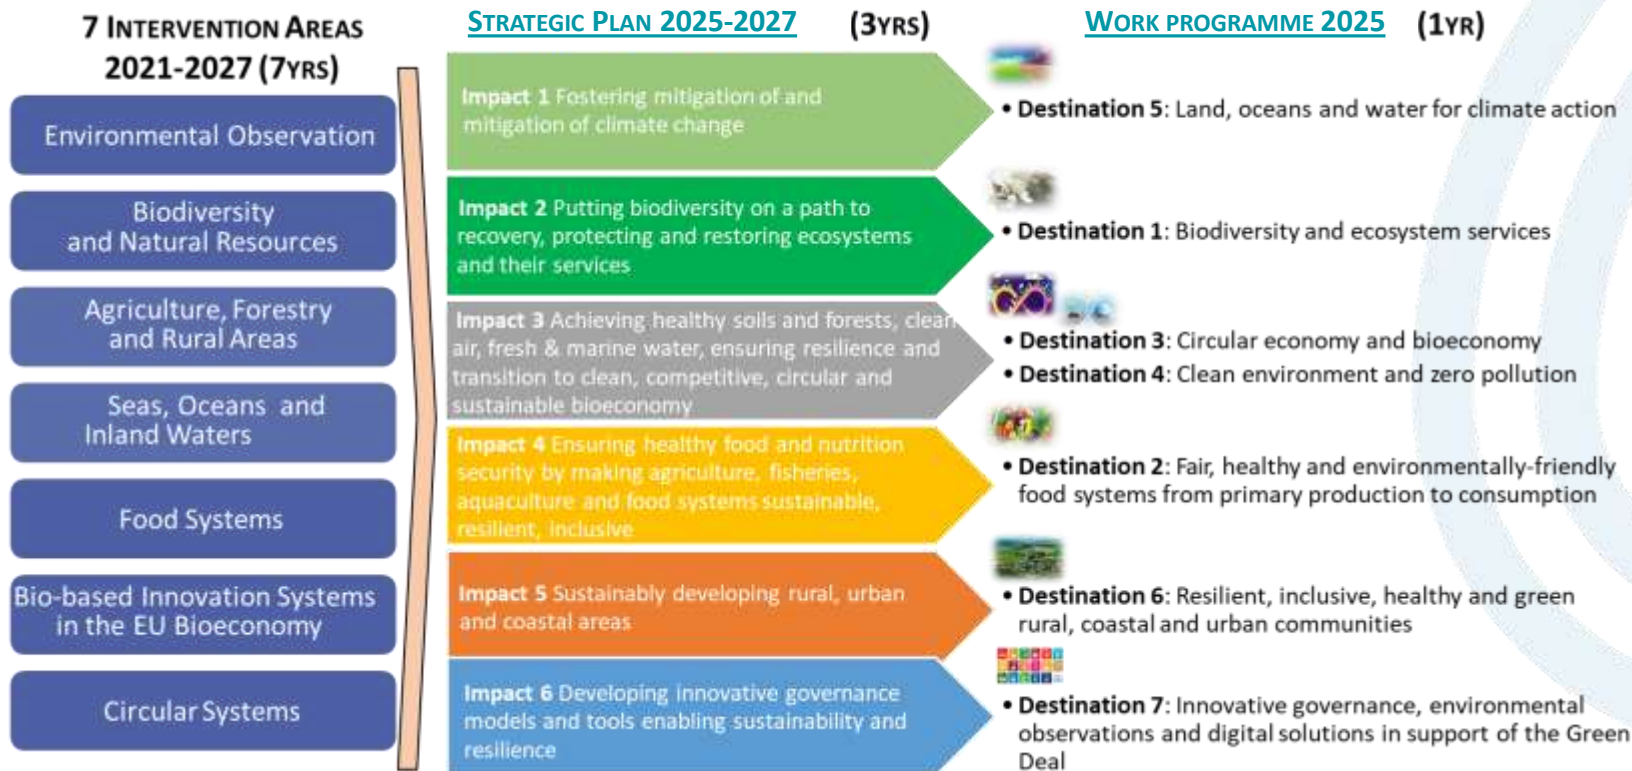 7 Intervention Areas
2021-2027 (7yrs)
Environmental Observation
Biodiversity
and Natural Resources
Agriculture, Forestry
and Rural Areas
Seas, Oceans and
Inland Waters
Food Systems
Bio-based Innovation Systems
in the EU Bioeconomy
Circular Systems
Strategic Plan 2025-2027 (3yrs)
Impact 1 Fostering mitigation of and
mitigation of climate change
Impact 2 Putting biodiversity on a path to
recovery, protecting and restoring ecosystems
and their services
Impact 3 Achieving healthy soils and forests, clean
air, fresh & marine water, ensuring resilience and
transition to clean, competitive, circular and
sustainable bioeconomy
Impact 4 Ensuring healthy food and nutrition
security by making agriculture, fisheries,
aquaculture and food systems sustainable,
resilient, inclusive
Impact 5 Sustainably developing rural, urban
and coastal areas
Impact 6 Developing innovative governance
models and tools enabling sustainability and
resilience
Work programme 2025 (1yr)
• Destination 5: Land, oceans and water for climate action
• Destination 1: Biodiversity and ecosystem services
• Destination 3: Circular economy and bioeconomy
• Destination 4: Clean environment and zero pollution
• Destination 2: Fair, healthy and environmentally-friendly
food systems from primary production to consumption
• Destination 6: Resilient, inclusive, healthy and green
rural, coastal and urban communities
• Destination 7: Innovative governance, environmental
observations and digital solutions in support of the Green
Deal